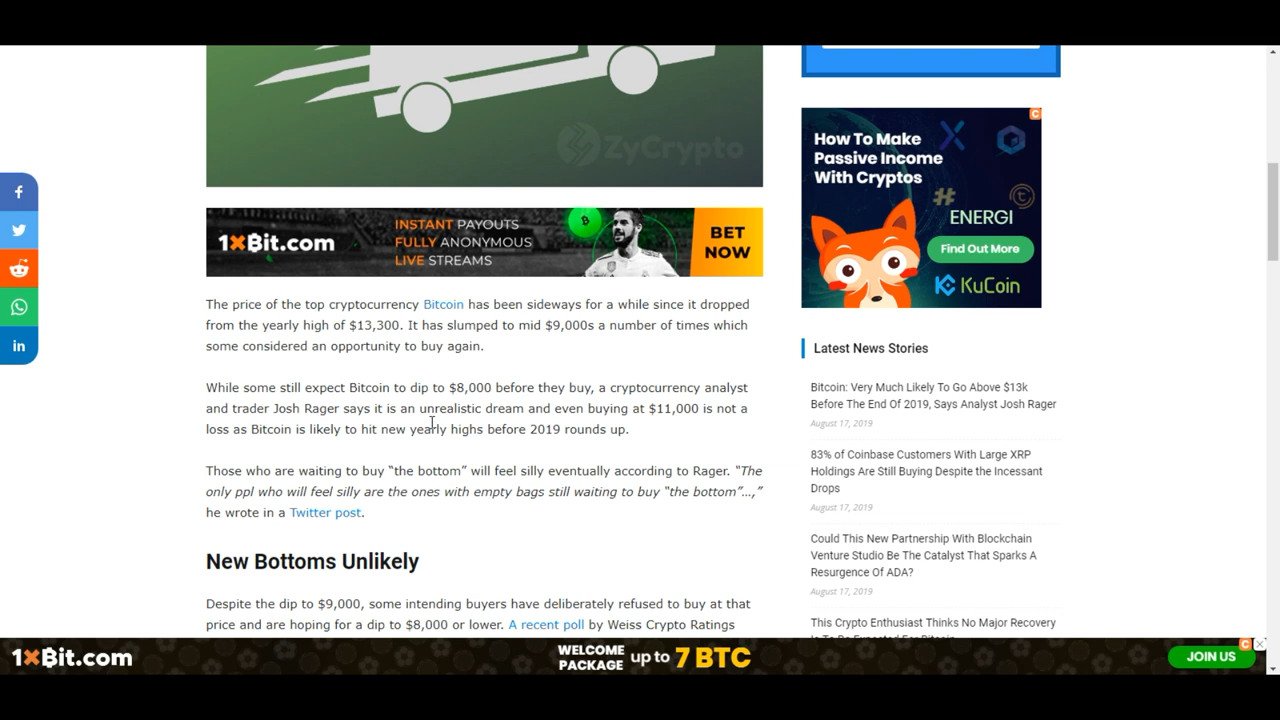 ZyCrypto
1XBit.com
INSTANT PAYOUTS
FULLY ANONYMOUS
LIVE STREAMS
BET
NOW
The price of the top cryptocurrency Bitcoin has been sideways for a while since it dropped
from the yearly high of $13,300. It has slumped to mid $9,000s a number of times which
some considered an opportunity to buy again.
While some still expect Bitcoin to dip to $8,000 before they buy, a cryptocurrency analyst
and trader Josh Rager says it is an unrealistic dream and even buying at $11,000 is not a
loss as Bitcoin is likely to hit new yearly highs before 2019 rounds up.
Those who are waiting to buy “the bottom” will feel silly eventually according to Rager. “The
only ppl who will feel silly are the ones with empty bags still waiting to buy “the bottom”...,”
he wrote in a Twitter post.
New Bottoms Unlikely
Despite the dip to $9,000, some intending buyers have deliberately refused to buy at that
price and are hoping for a dip to $8,000 or lower. A recent poll by Weiss Crypto Ratings
How To Make
Passive Income
With Cryptos
ENERGI
Find Out More
KuCoin
Latest News Stories
Bitcoin: Very Much Likely To Go Above $13k
Before The End Of 2019, Says Analyst Josh Rager
August 17, 2019
83% of Coinbase Customers With Large XRP
Holdings Are Still Buying Despite the Incessant
Drops
August 17, 2019
Could This New Partnership With Blockchain
Venture Studio Be The Catalyst That Sparks A
Resurgence Of ADA?
August 17, 2019
This Crypto Enthusiast Thinks No Major Recovery
1XBit.com
WELCOME
PACKAGE
up to 7 BTC
JOIN US